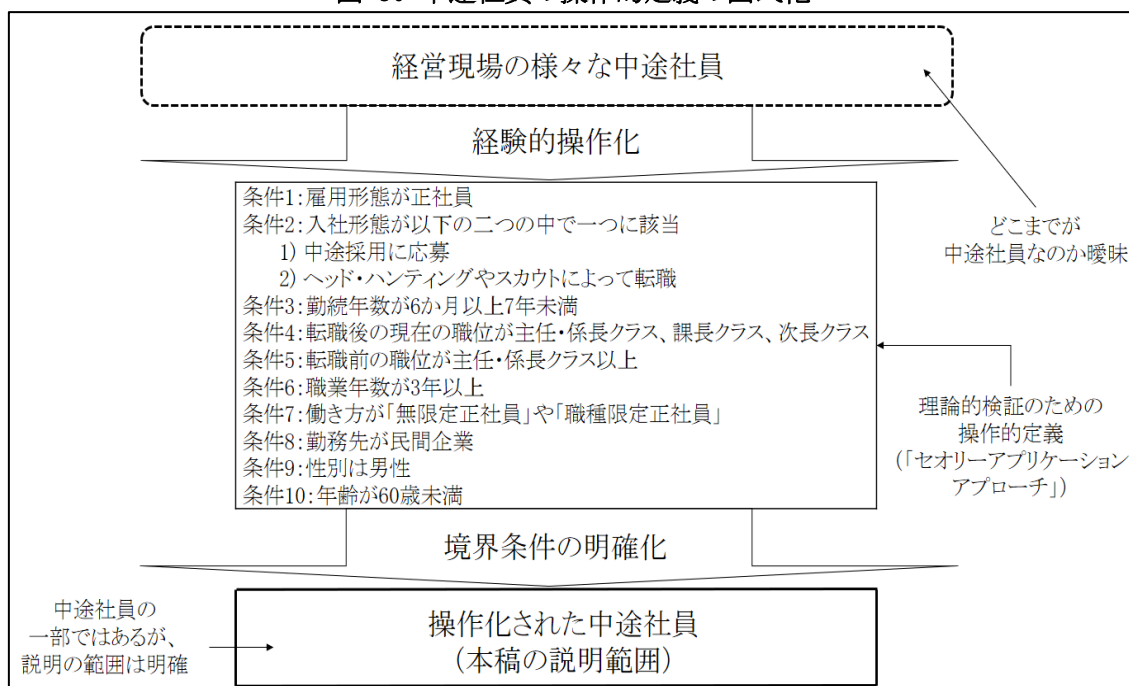 経営現場の様々な中途社員
経験的操作化
条件1:雇用形態が正社員
条件2:入社形態が以下の二つの中で一つに該当
1) 中途採用に応募
2) ヘッド・ハンティングやスカウトによって転職
条件3:勤続年数が6か月以上7年未満
条件4:転職後の現在の職位が主任・係長クラス、課長クラス、次長クラス
条件5:転職前の職位が主任・係長クラス以上
条件6:職業年数が3年以上
条件7:働き方が「無限定正社員」や「職種限定正社員」
条件8:勤務先が民間企業
条件9:性別は男性
条件10:年齢が60歳未満
どこまでが
中途社員なのか曖昧
理論的検証のための
操作的定義
(「セオリーアプリケーション
アプローチ」)
境界条件の明確化
中途社員の
一部ではあるが、
説明の範囲は明確
操作化された中途社員
(本稿の説明範囲)